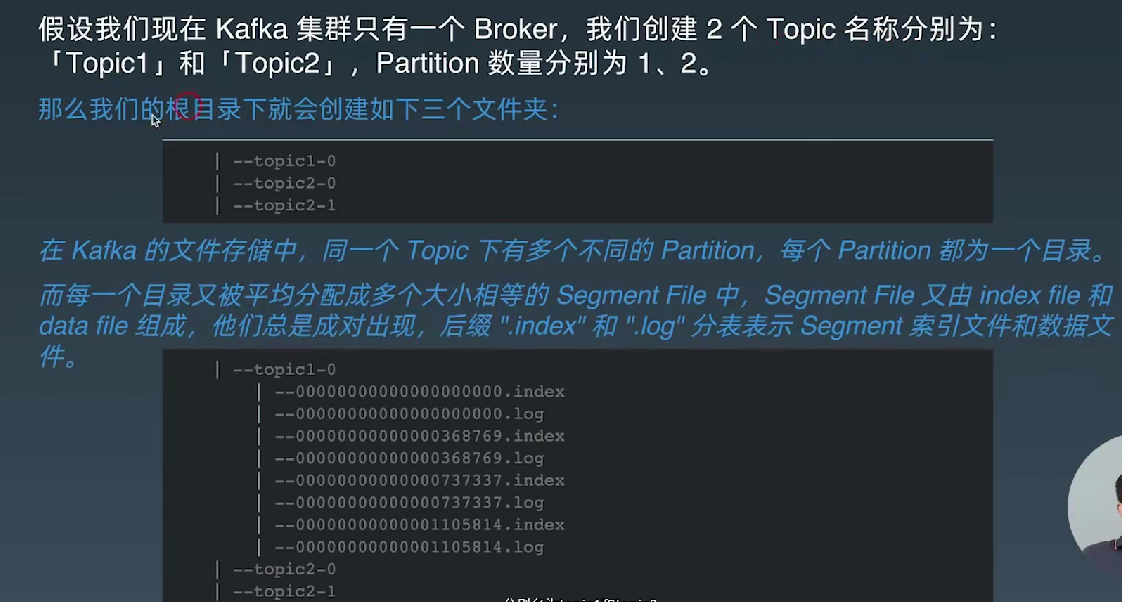 假设我们现在 Kafka 集群只有一个 Broker，我们创建 2 个 Topic 名称分别为：
「Topic1」和「Topic2」，Partition 数量分别为 1、2。
那么我们的根目录下就会创建如下三个文件夹：
| --topic1-0
| --topic2-0
| --topic2-1
在 Kafka 的文件存储中，同一个 Topic 下有多个不同的 Partition，每个 Partition 都为一个目录。
而每一个目录又被平均分配成多个大小相等的 Segment File 中，Segment File 又由 index file 和
data file 组成，他们总是成对出现，后缀 ".index" 和 ".log" 分表表示 Segment 索引文件和数据文
件。
| --topic1-0
| --00000000000000000000.index
| --00000000000000000000.log
| --00000000000000368769.index
| --00000000000000368769.log
| --00000000000000737337.index
| --00000000000000737337.log
| --00000000000001105814.index
| --00000000000001105814.log
| --topic2-0
| --topic2-1